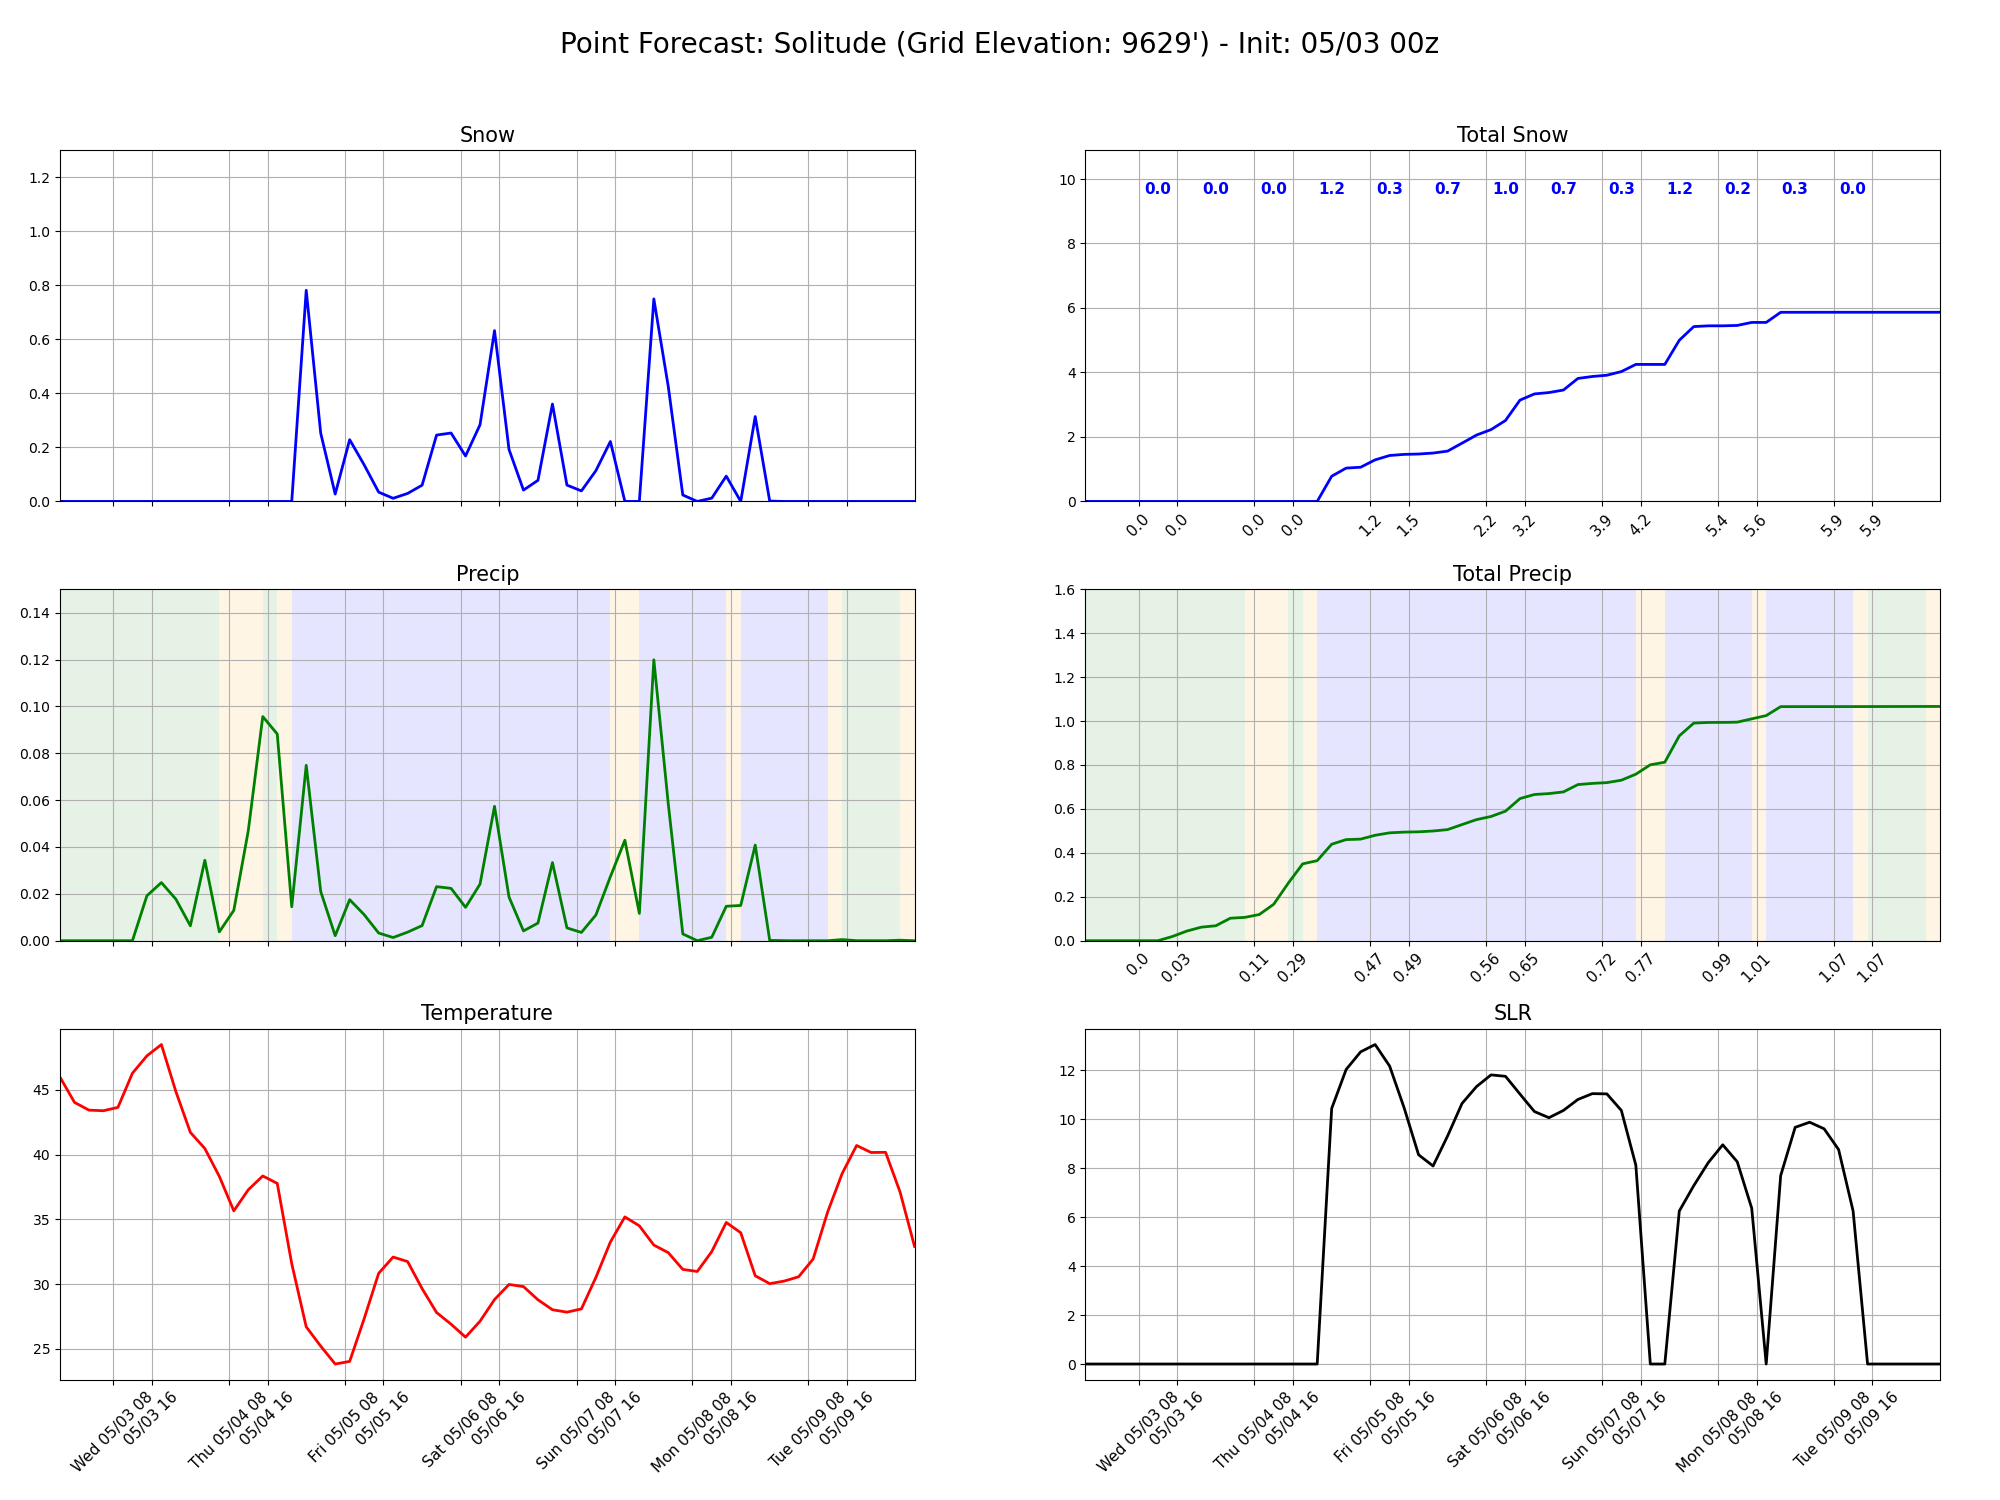 Point Forecast: Solitude (Grid Elevation: 9629') - Init: 05/03 00z
Snow
1.2
1.0
0.8
0.6
0.4
0.2
0.0
Total Snow
10
8
6
4
2
0
0.0 0.0 0.0 1.2 0.3 0.7 1.0 0.7 0.3 1.2 0.2 0.3 0.0
0.0 0.0 0.0 0.0 1.2 1.5 2.2 3.2 3.9 4.2 5.4 5.6 5.9 5.9
Precip
0.14
0.12
0.10
0.08
0.06
0.04
0.02
0.00
Total Precip
1.6
1.4
1.2
1.0
0.8
0.6
0.4
0.2
0.0
0.0 0.03 0.11 0.29 0.47 0.49 0.56 0.65 0.72 0.77 0.99 1.01 1.07 1.07
Temperature
45
40
35
30
25
Wed 05/03 08
05/03 16
Thu 05/04 08
05/04 16
Fri 05/05 08
05/05 16
Sat 05/06 08
05/06 16
Sun 05/07 08
05/07 16
Mon 05/08 08
05/08 16
Tue 05/09 08
05/09 16
SLR
12
10
8
6
4
2
0
Wed 05/03 08
05/03 16
Thu 05/04 08
05/04 16
Fri 05/05 08
05/05 16
Sat 05/06 08
05/06 16
Sun 05/07 08
05/07 16
Mon 05/08 08
05/08 16
Tue 05/09 08
05/09 16